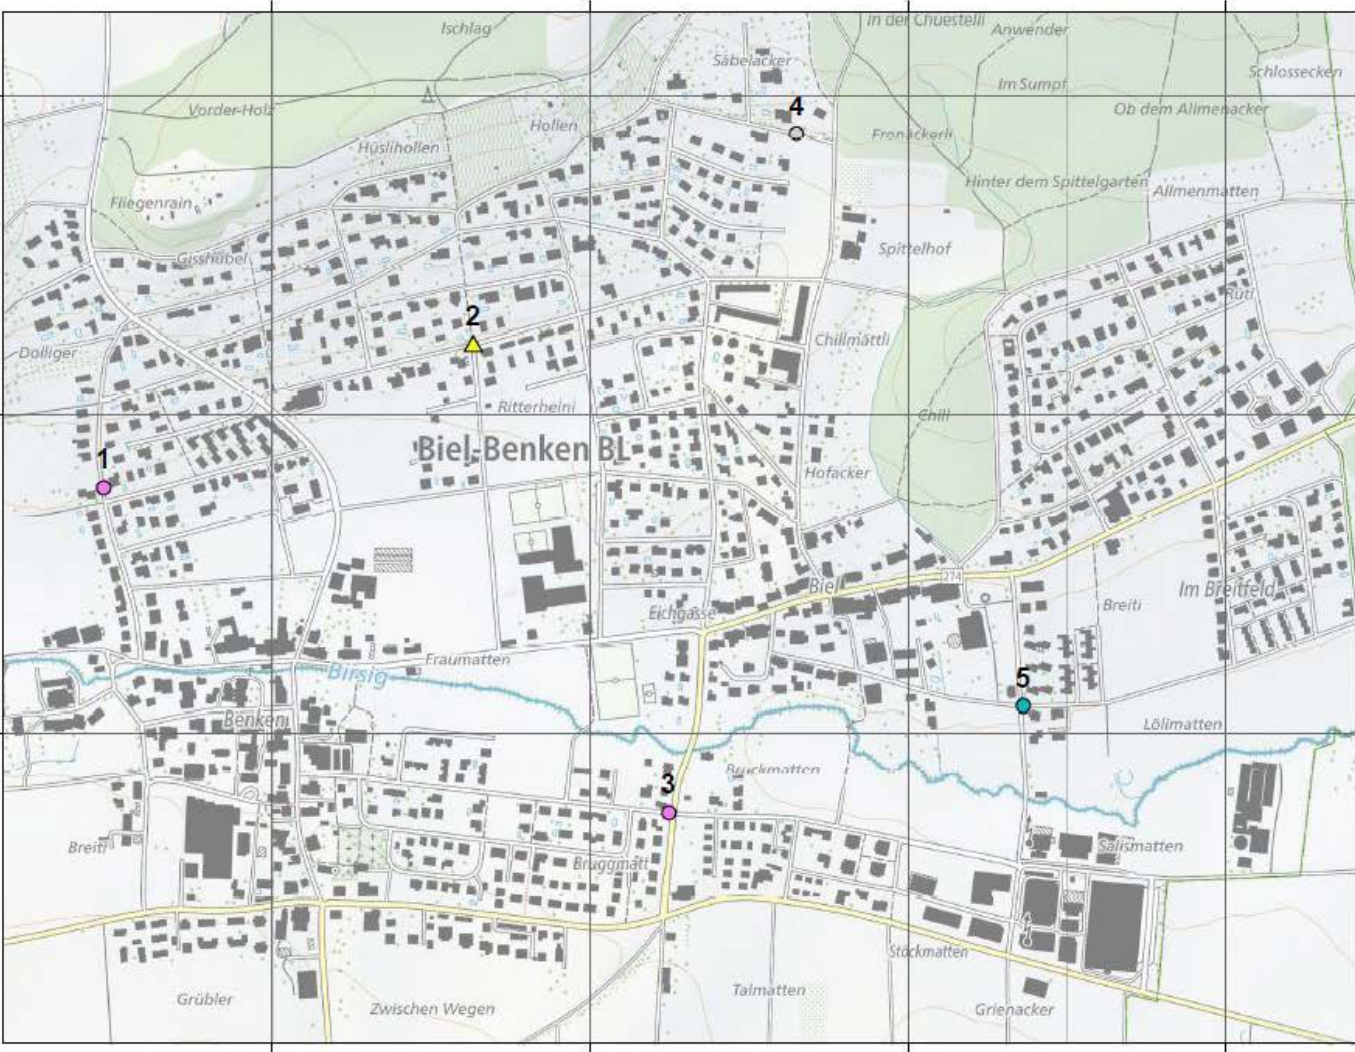 Ischlag
In der Chuestelli
Anwender
Säbelacker
Schlossecken
Im Sumpf
Vorder-Holz
4
Ob dem Allmenacker
Hollen
Fronäckerli
Hüslihollen
Hinter dem Spittelgarten
Allmenmatten
Fliegenrain
Spittelhof
Gisshübel
Rüti
2
Chillmättli
Dolliger
Ritterheini
Chill
Biel-Benken BL
1
Hofacker
274
Biel
Im Breitfeld
Breiti
Eichgasse
Fraumatten
Birsig
5
Benken
Lölimatten
Bruckmatten
3
Breiti
Salismatten
Bruggmatt
Stöckmatten
Talmatten
Grübler
Zwischen Wegen
Grienacker